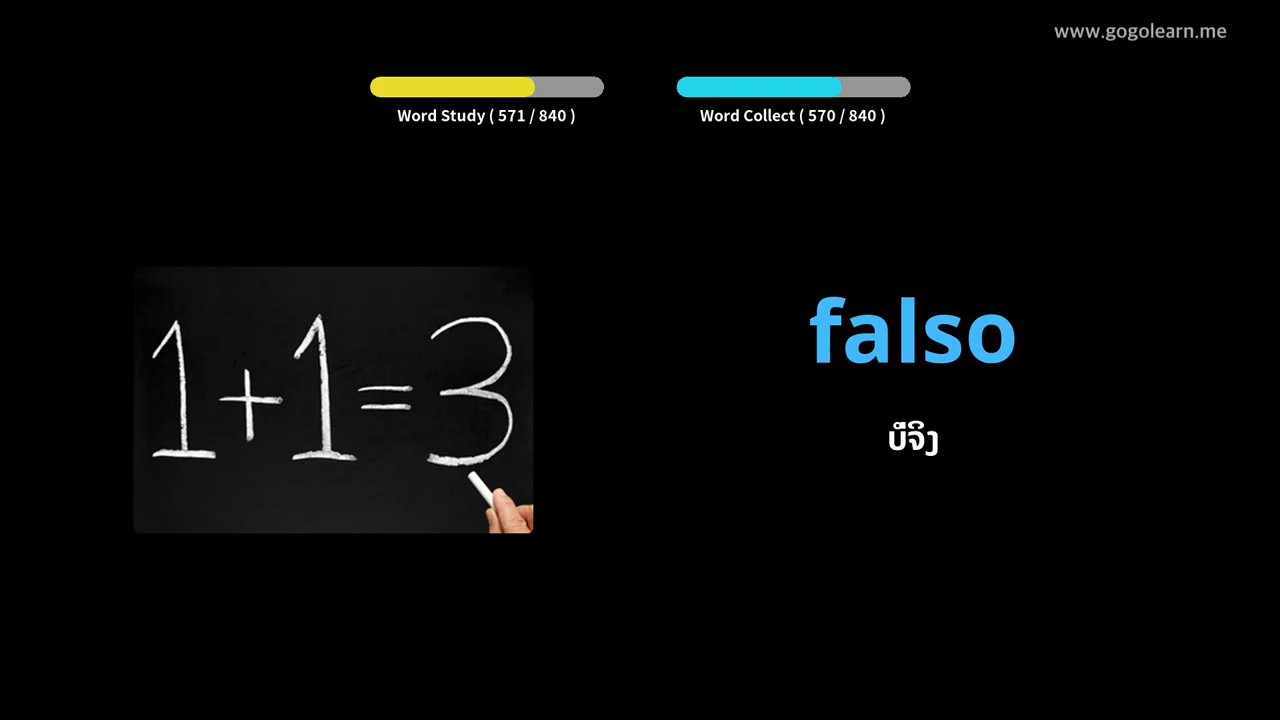 www.gogolearn.me
Word Study ( 571 / 840 )
Word Collect ( 570 / 840 )
1+1=3
falso
ບໍ່ຈິງ